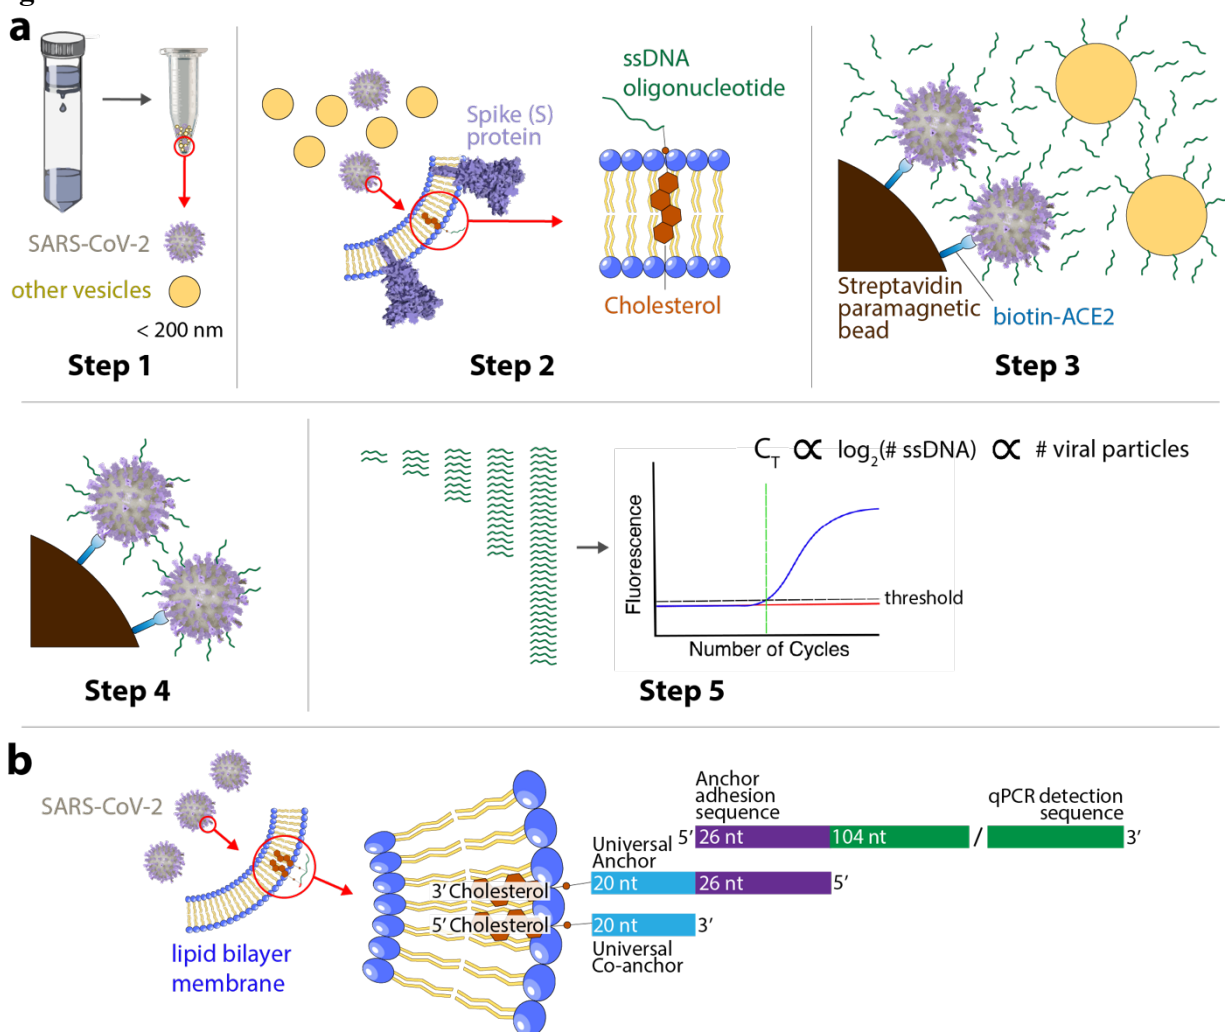 a
SARS-CoV-2
other vesicles
< 200 nm
Step 1
Spike (S)
protein
ssDNA
oligonucleotide
Cholesterol
Step 2
Streptavidin
paramagnetic
bead
biotin-ACE2
Step 3
Step 4
C_T ∝ log₂(# ssDNA) ∝ # viral particles
Fluorescence
threshold
Number of Cycles
Step 5
b
SARS-CoV-2
lipid bilayer
membrane
Anchor
adhesion
sequence
qPCR detection
sequence
5′ 26 nt 104 nt / 3′
Universal
Anchor
3′ Cholesterol 20 nt 26 nt 5′
5′ Cholesterol 20 nt 3′
Universal
Co-anchor